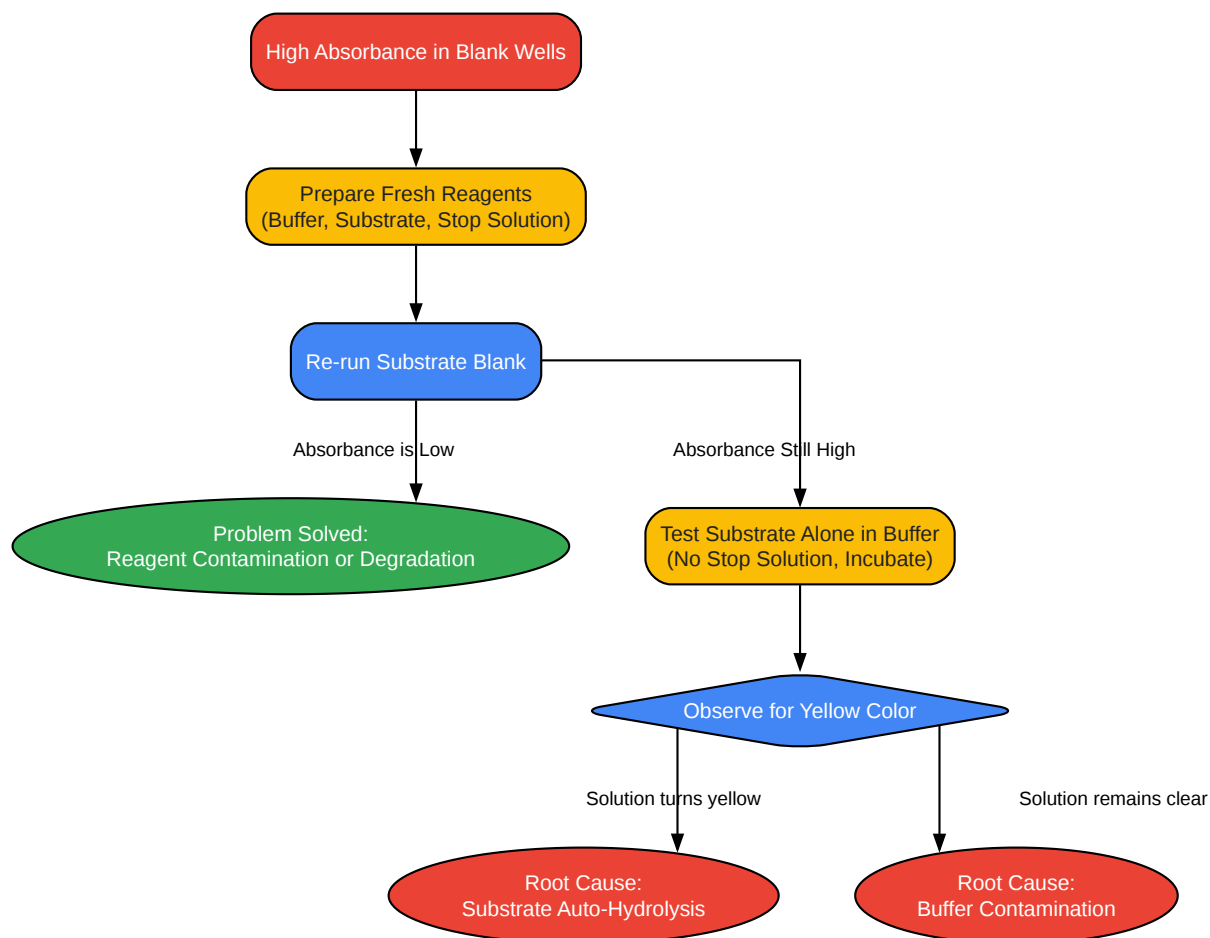 High Absorbance in Blank Wells
Prepare Fresh Reagents
(Buffer, Substrate, Stop Solution)
Re-run Substrate Blank
Absorbance is Low
Absorbance Still High
Problem Solved:
Reagent Contamination or Degradation
Test Substrate Alone in Buffer
(No Stop Solution, Incubate)
Observe for Yellow Color
Solution turns yellow
Solution remains clear
Root Cause:
Substrate Auto-Hydrolysis
Root Cause:
Buffer Contamination